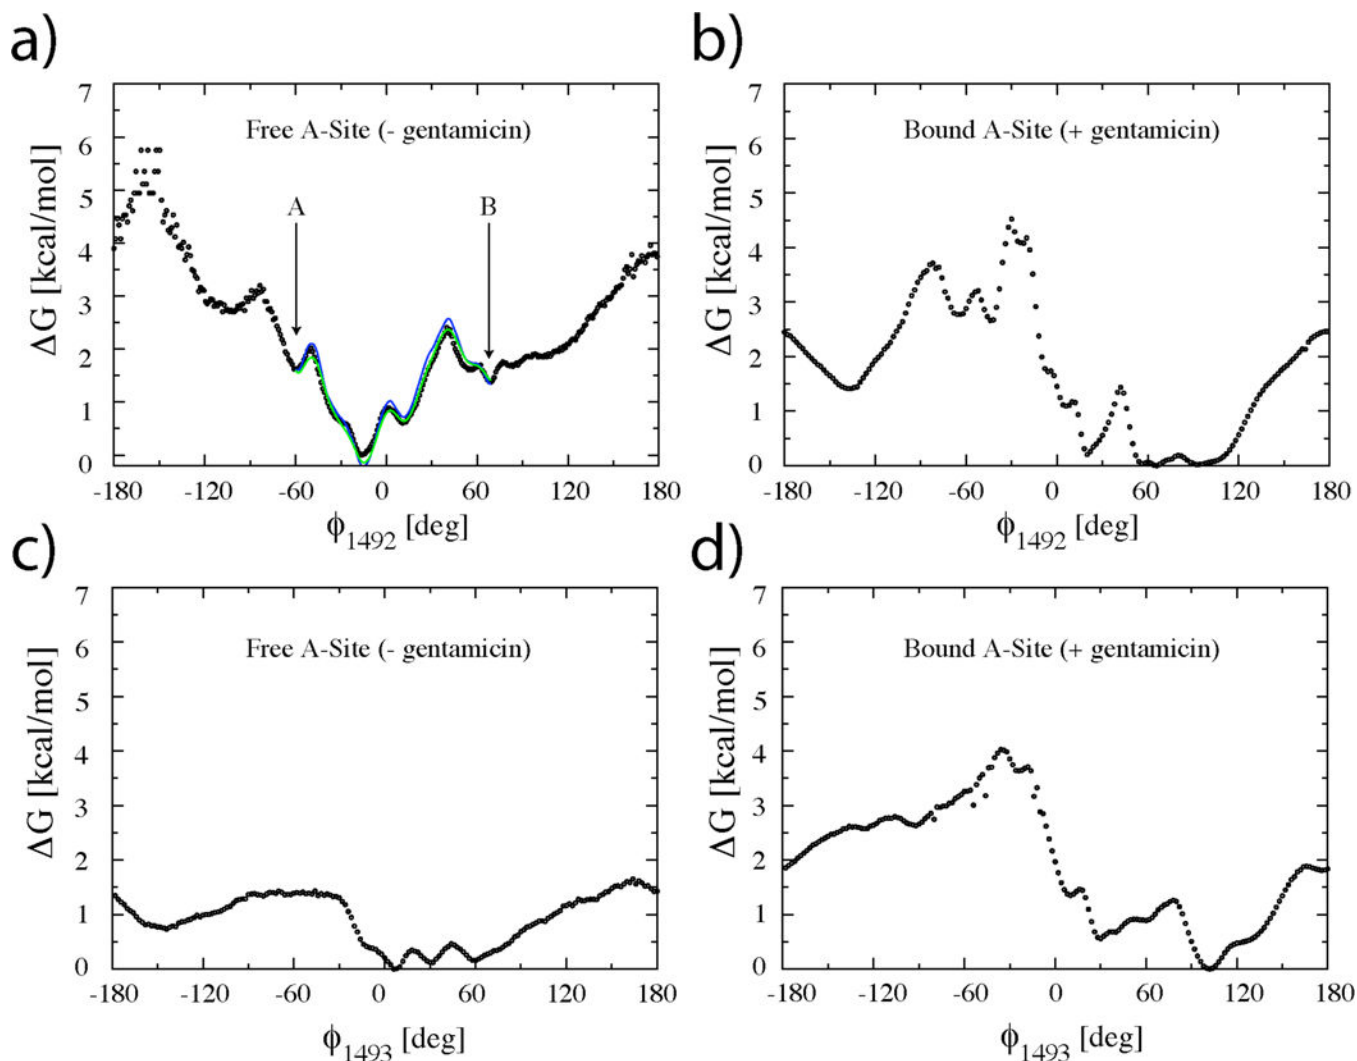 a)
ΔG [kcal/mol]
7
6
5
4
3
2
1
0
Free A-Site (- gentamicin)
A
B
-180 -120 -60 0 60 120 180
ϕ1492 [deg]
b)
ΔG [kcal/mol]
7
6
5
4
3
2
1
0
Bound A-Site (+ gentamicin)
-180 -120 -60 0 60 120 180
ϕ1492 [deg]
c)
ΔG [kcal/mol]
7
6
5
4
3
2
1
0
Free A-Site (- gentamicin)
-180 -120 -60 0 60 120 180
ϕ1493 [deg]
d)
ΔG [kcal/mol]
7
6
5
4
3
2
1
0
Bound A-Site (+ gentamicin)
-180 -120 -60 0 60 120 180
ϕ1493 [deg]